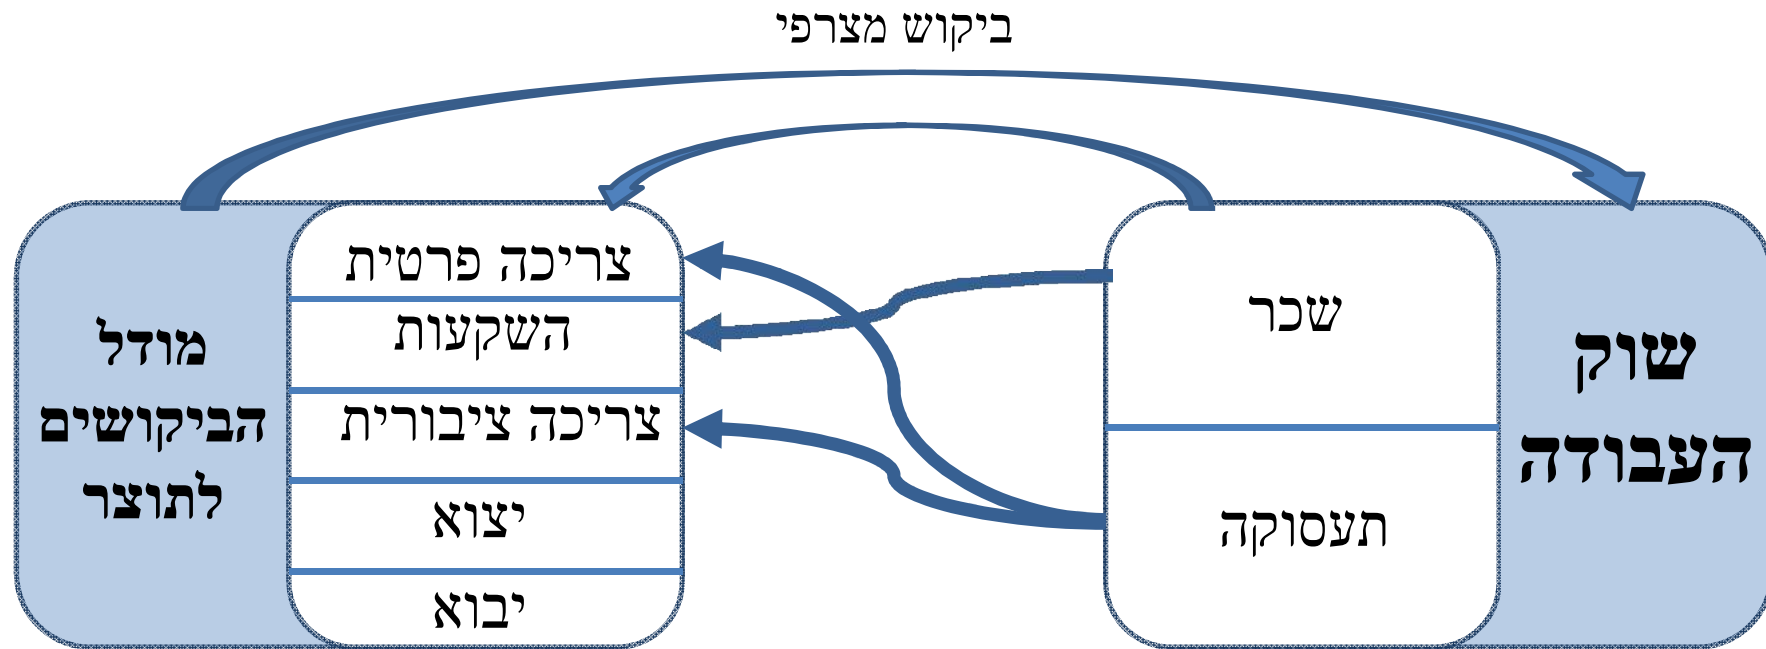 ביקוש מצרפי
שוק
העבודה
שכר
תעסוקה
צריכה פרטית
השקעות
צריכה ציבורית
יצוא
יבוא
מודל
הביקושים
לתוצר